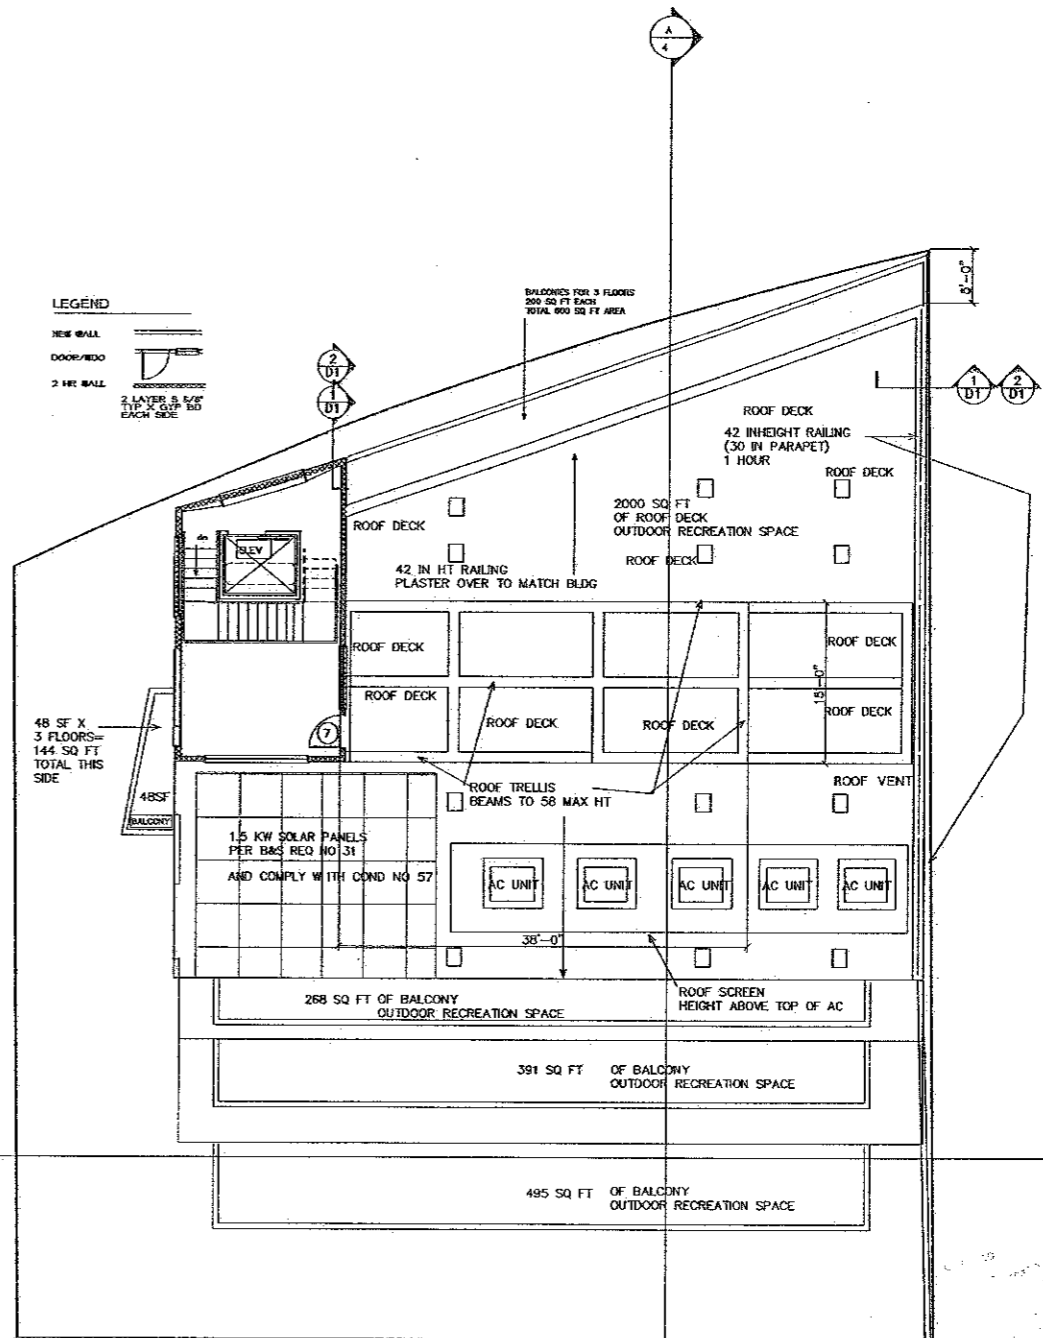 A
4
LEGEND
NEW WALL
DOOR/WDO
2 HR WALL
2 LAYER S 5/8"
TYP X GYP BD
EACH SIDE
BALCONIES FOR 3 FLOORS
200 SQ FT EACH
TOTAL 600 SQ FT AREA
2
D1
1
D1
1
D1
2
D1
ROOF DECK
42 INHEIGHT RAILING
(30 IN PARAPET)
1 HOUR
ROOF DECK
2000 SQ FT
OF ROOF DECK
OUTDOOR RECREATION SPACE
ROOF DECK
ROOF DECK
dn
ELEV
42 IN HT RAILING
PLASTER OVER TO MATCH BLDG
ROOF DECK
ROOF DECK
ROOF DECK
ROOF DECK
ROOF DECK
ROOF DECK
7
48 SF X
3 FLOORS=
144 SQ FT
TOTAL THIS
SIDE
48SF
BALCONY
ROOF TRELLIS
BEAMS TO 58 MAX HT
ROOF VENT
1.5 KW SOLAR PANELS
PER B&S REQ NO 31
AND COMPLY WITH COND NO 57
AC UNIT
AC UNIT
AC UNIT
AC UNIT
AC UNIT
38'-0"
ROOF SCREEN
HEIGHT ABOVE TOP OF AC
268 SQ FT OF BALCONY
OUTDOOR RECREATION SPACE
391 SQ FT OF BALCONY
OUTDOOR RECREATION SPACE
495 SQ FT OF BALCONY
OUTDOOR RECREATION SPACE